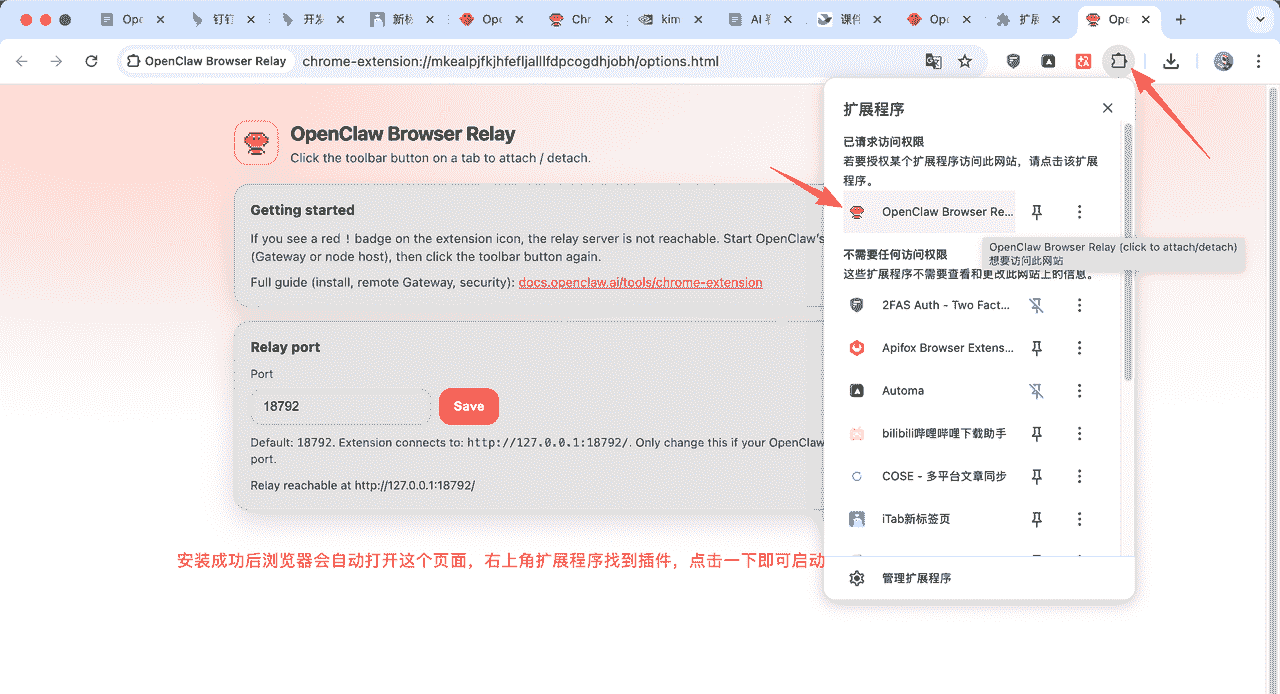 Ope
钉钉
开发
新标
Ope
Chr
kim
AI 看
课件
Ope
扩展
Ope
OpenClaw Browser Relay
chrome-extension://mkealpjfkjhfefljalllfdpcogdhjobh/options.html
OpenClaw Browser Relay
Click the toolbar button on a tab to attach / detach.
Getting started
If you see a red ! badge on the extension icon, the relay server is not reachable. Start OpenClaw's
(Gateway or node host), then click the toolbar button again.
Full guide (install, remote Gateway, security): docs.openclaw.ai/tools/chrome-extension
Relay port
Port
18792
Save
Default: 18792. Extension connects to: http://127.0.0.1:18792/. Only change this if your OpenClaw
port.
Relay reachable at http://127.0.0.1:18792/
安装成功后浏览器会自动打开这个页面，右上角扩展程序找到插件，点击一下即可启动
扩展程序
已请求访问权限
若要授权某个扩展程序访问此网站，请点击该扩展
程序。
OpenClaw Browser Re...
OpenClaw Browser Relay (click to attach/detach)
想要访问此网站
不需要任何访问权限
这些扩展程序不需要查看和更改此网站上的信息。
2FAS Auth - Two Fact...
Apifox Browser Extens...
Automa
bilibili哔哩哔哩下载助手
COSE - 多平台文章同步
iTab新标签页
管理扩展程序